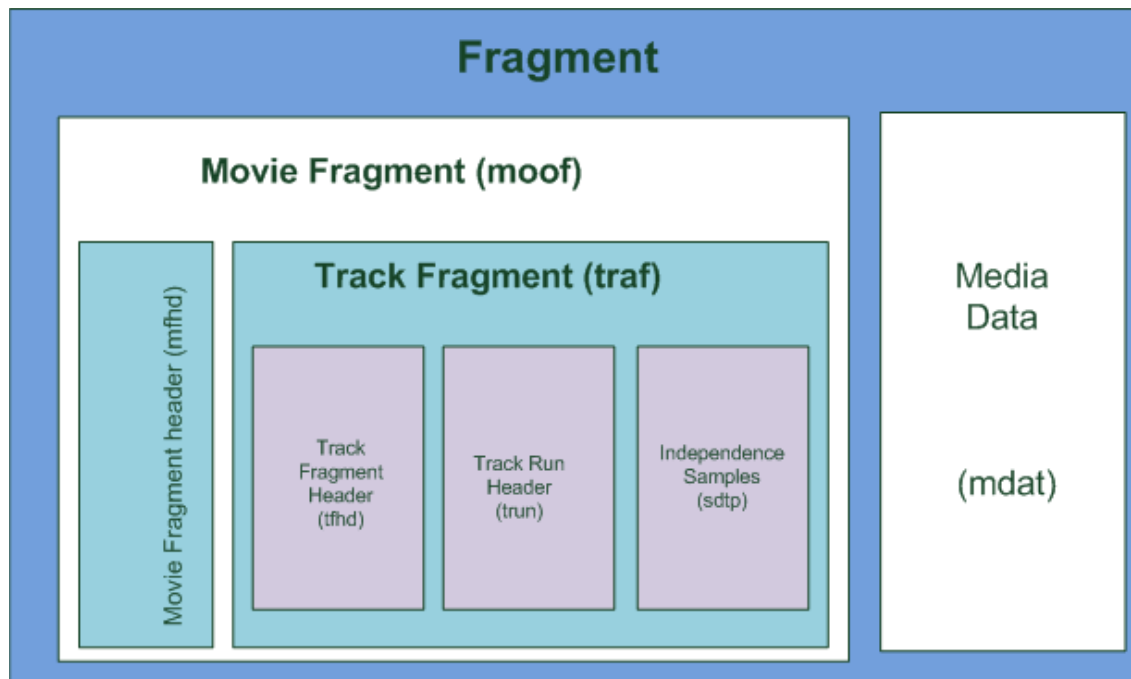 Fragment
Movie Fragment (moof)
Movie Fragment header (mfhd)
Track Fragment (traf)
Track
Fragment
Header
(tfhd)
Track Run
Header
(trun)
Independence
Samples
(sdtp)
Media
Data
(mdat)